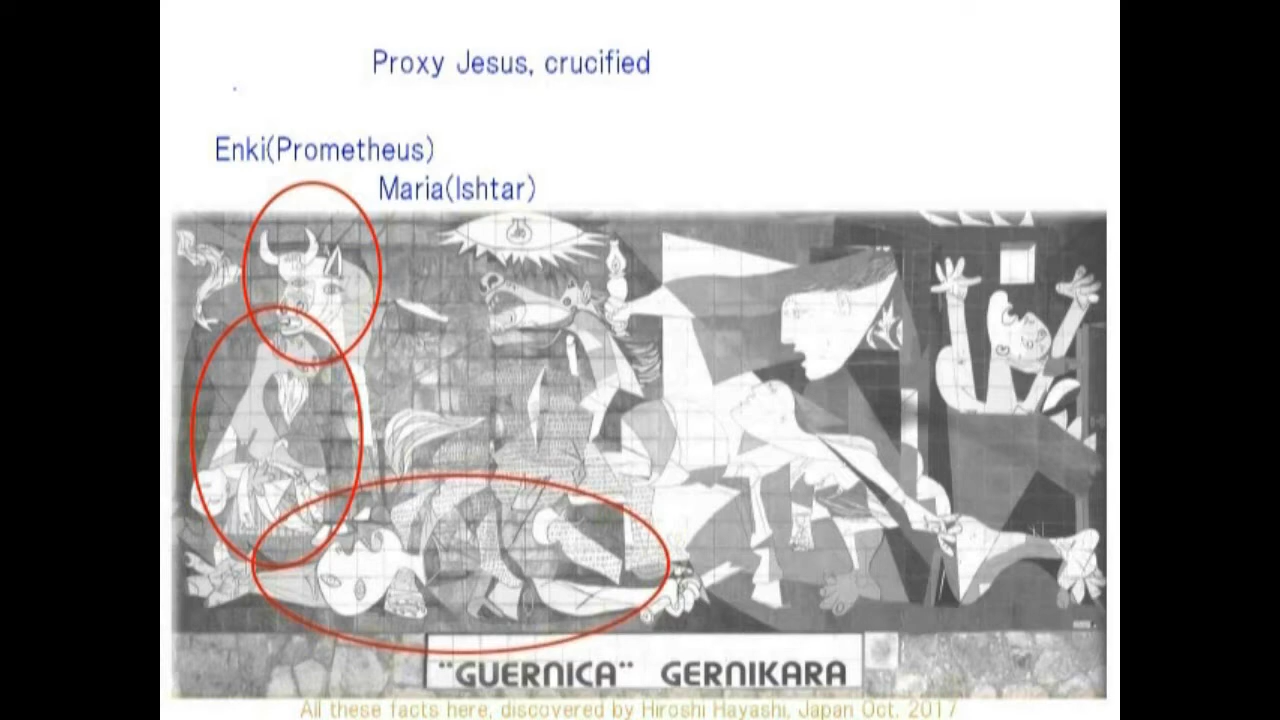 Proxy Jesus, crucified
Enki(Prometheus)
Maria(Ishtar)
"GUERNICA" GERNIKARA
All these facts here, discovered by Hiroshi Hayashi, Japan Oct. 2017